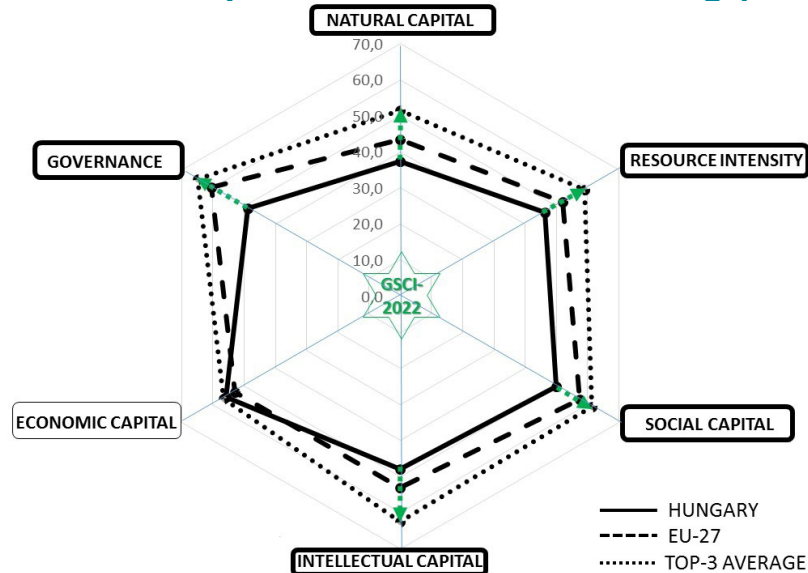 NATURAL CAPITAL
70,0
60,0
50,0
40,0
30,0
20,0
10,0
0,0
GOVERNANCE
RESOURCE INTENSITY
GSCI-
2022
ECONOMIC CAPITAL
SOCIAL CAPITAL
INTELLECTUAL CAPITAL
HUNGARY
EU-27
TOP-3 AVERAGE